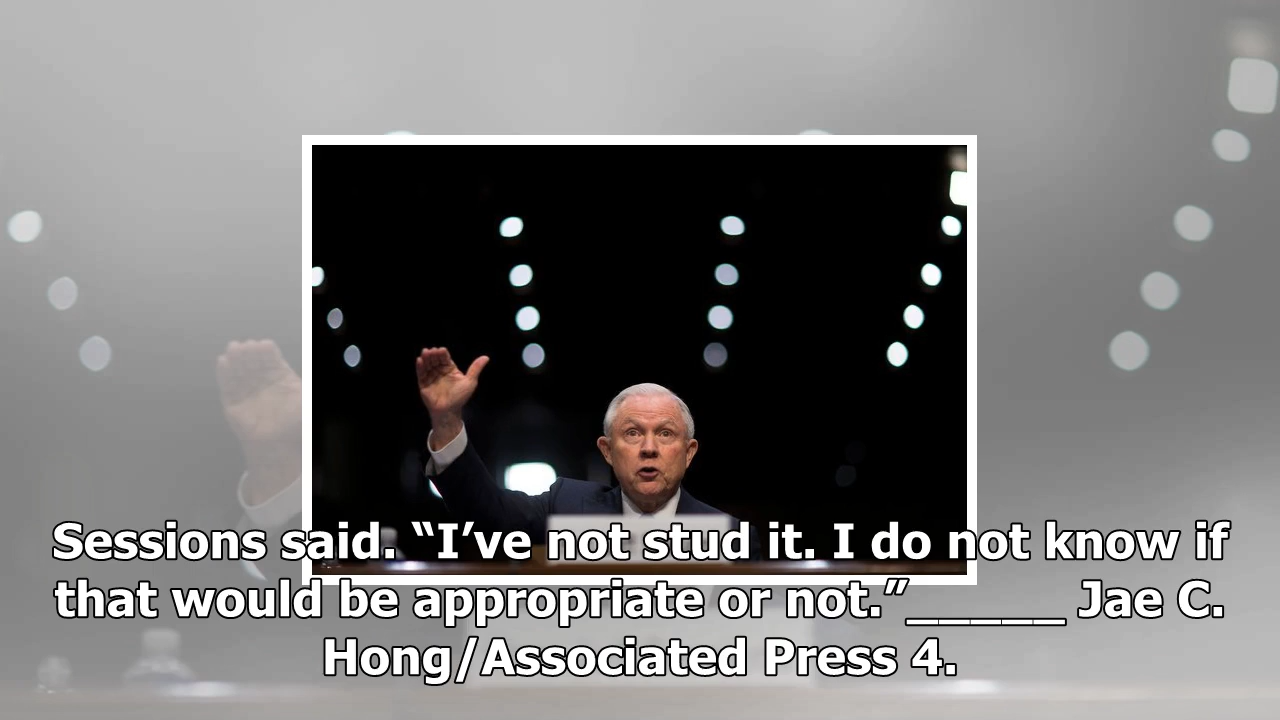 Sessions said. “I’ve not stud it. I do not know if
that would be appropriate or not.”_____ Jae C.
Hong/Associated Press 4.